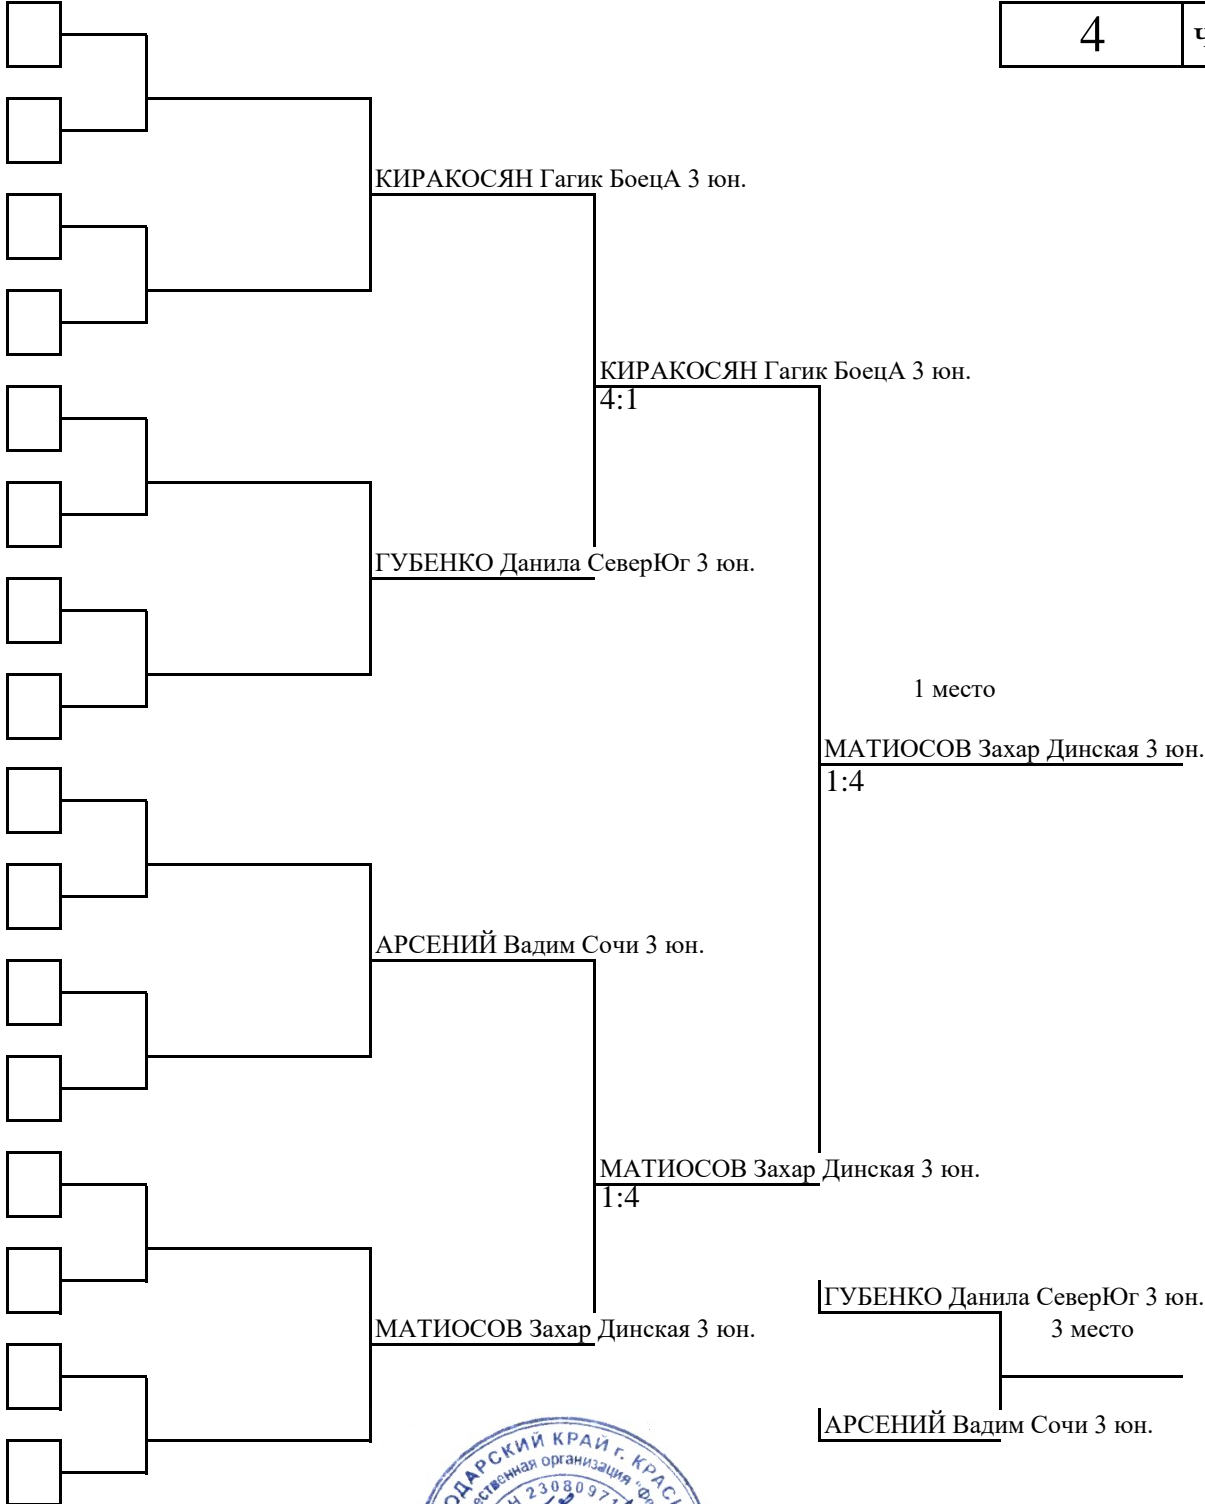 4
КИРАКОСЯН Гагик БоецА 3 юн.
КИРАКОСЯН Гагик БоецА 3 юн.
4:1
ГУБЕНКО Данила СеверЮг 3 юн.
1 место
МАТИОСОВ Захар Динская 3 юн.
1:4
АРСЕНИЙ Вадим Сочи 3 юн.
МАТИОСОВ Захар Динская 3 юн.
1:4
ГУБЕНКО Данила СеверЮг 3 юн.
МАТИОСОВ Захар Динская 3 юн.
3 место
АРСЕНИЙ Вадим Сочи 3 юн.
КРАЙ г.
организация